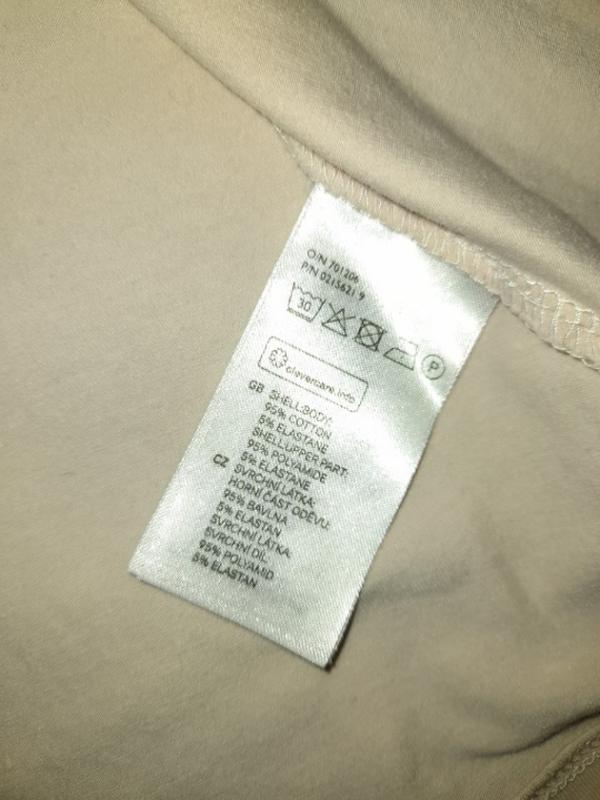 O/N 701206
P/N 0215621 9
30
P
clevercare.info
GB SHELL:BODY:
95% COTTON
5% ELASTANE
SHELL:UPPER PART:
95% POLYAMIDE
5% ELASTANE
CZ SVRCHNÍ LÁTKA:
HORNÍ ČÁST ODĚVU:
95% BAVLNA
5% ELASTAN
SVRCHNÍ LÁTKA:
SVRCHNÍ DÍL:
95% POLYAMID
5% ELASTAN